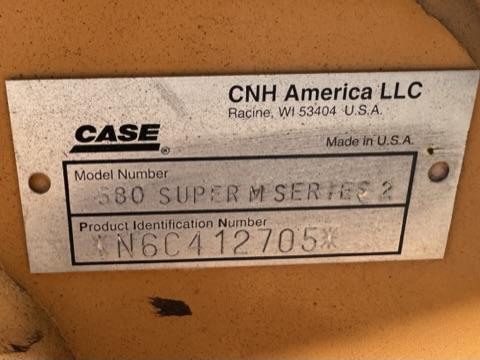 CNH America LLC
Racine, WI 53404 U.S.A.
CASE
Made in U.S.A.
Model Number
580 SUPER M SERIES 2
Product Identification Number
*N6C412705*